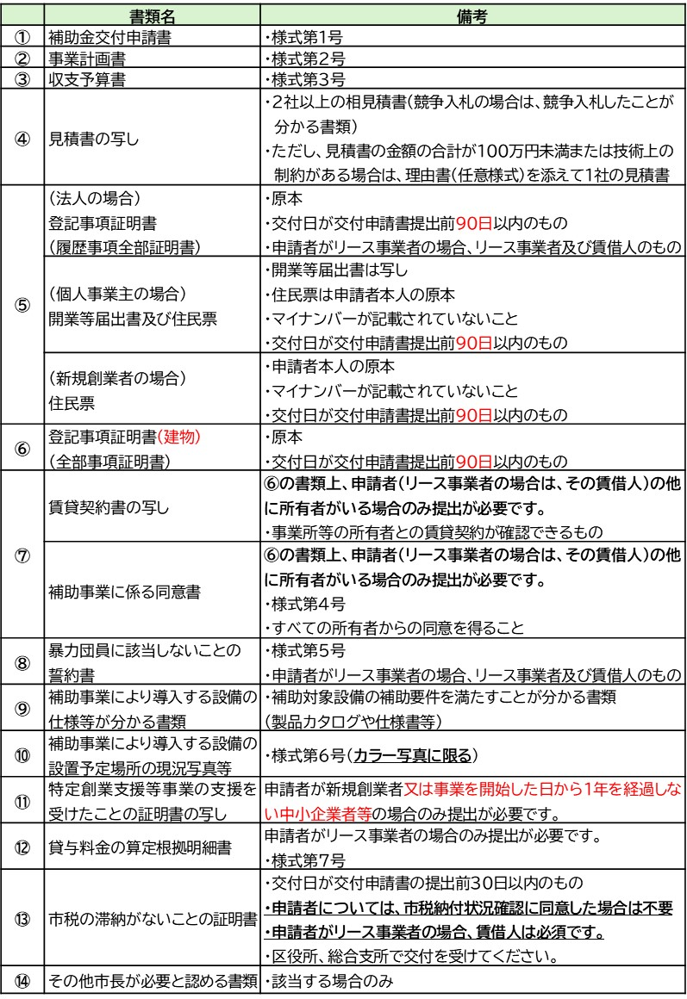 書類名 備考
① 補助金交付申請書 ・様式第1号
② 事業計画書 ・様式第2号
③ 収支予算書 ・様式第3号
④ 見積書の写し
・2社以上の相見積書(競争入札の場合は、競争入札したことが
分かる書類)
・ただし、見積書の金額の合計が100万円未満または技術上の
制約がある場合は、理由書(任意様式)を添えて1社の見積書
⑤
(法人の場合)
登記事項証明書
(履歴事項全部証明書)
・原本
・交付日が交付申請書提出前90日以内のもの
・申請者がリース事業者の場合、リース事業者及び賃借人のもの
(個人事業主の場合)
開業等届出書及び住民票
・開業等届出書は写し
・住民票は申請者本人の原本
・マイナンバーが記載されていないこと
・交付日が交付申請書提出前90日以内のもの
(新規創業者の場合)
住民票
・申請者本人の原本
・マイナンバーが記載されていないこと
・交付日が交付申請書提出前90日以内のもの
⑥
登記事項証明書(建物)
(全部事項証明書)
・原本
・交付日が交付申請書提出前90日以内のもの
⑦
賃貸契約書の写し
⑥の書類上、申請者(リース事業者の場合は、その賃借人)の他
に所有者がいる場合のみ提出が必要です。
・事業所等の所有者との賃貸契約が確認できるもの
補助事業に係る同意書
⑥の書類上、申請者(リース事業者の場合は、その賃借人)の他
に所有者がいる場合のみ提出が必要です。
・様式第4号
・すべての所有者からの同意を得ること
⑧
暴力団員に該当しないことの
誓約書
・様式第5号
・申請者がリース事業者の場合、リース事業者及び賃借人のもの
⑨
補助事業により導入する設備の
仕様等が分かる書類
・補助対象設備の補助要件を満たすことが分かる書類
(製品カタログや仕様書等)
⑩
補助事業により導入する設備の
設置予定場所の現況写真等
・様式第6号(カラー写真に限る)
⑪
特定創業支援等事業の支援を
受けたことの証明書の写し
申請者が新規創業者又は事業を開始した日から1年を経過しな
い中小企業者等の場合のみ提出が必要です。
⑫ 貸与料金の算定根拠明細書
申請者がリース事業者の場合のみ提出が必要です。
・様式第7号
⑬ 市税の滞納がないことの証明書
・交付日が交付申請書の提出前30日以内のもの
・申請者については、市税納付状況確認に同意した場合は不要
・申請者がリース事業者の場合、賃借人は必須です。
・区役所、総合支所で交付を受けてください。
⑭ その他市長が必要と認める書類 ・該当する場合のみ